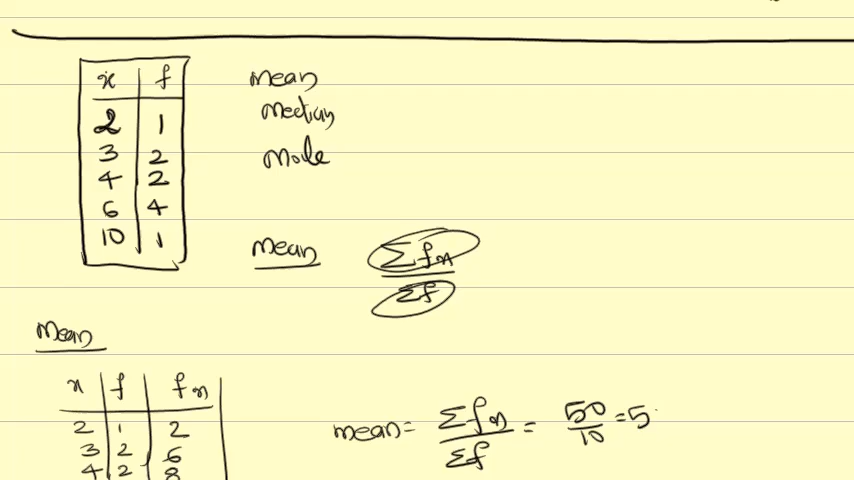 x f
2 1
3 2
4 2
6 4
10 1
mean
median
mode
mean Σfx / Σf
mean
x f fx
2 1 2
3 2 6
4 2 8
mean = Σfx / Σf = 50/10 = 5